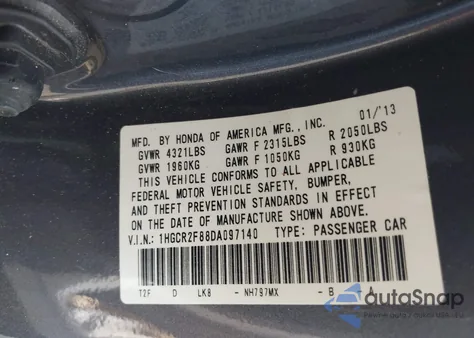 MFD. BY HONDA OF AMERICA MFG., INC. 01/'13
GVWR 4321LBS GAWR F 2315LBS R 2050LBS
GVWR 1960KG GAWR F 1050KG R 930KG
THIS VEHICLE CONFORMS TO ALL APPLICABLE
FEDERAL MOTOR VEHICLE SAFETY, BUMPER,
AND THEFT PREVENTION STANDARDS IN EFFECT
ON THE DATE OF MANUFACTURE SHOWN ABOVE.
V.I.N.: 1HGCR2F88DA097140 TYPE: PASSENGER CAR
T2F D LK8 - NH797MX - B A
autoSnap